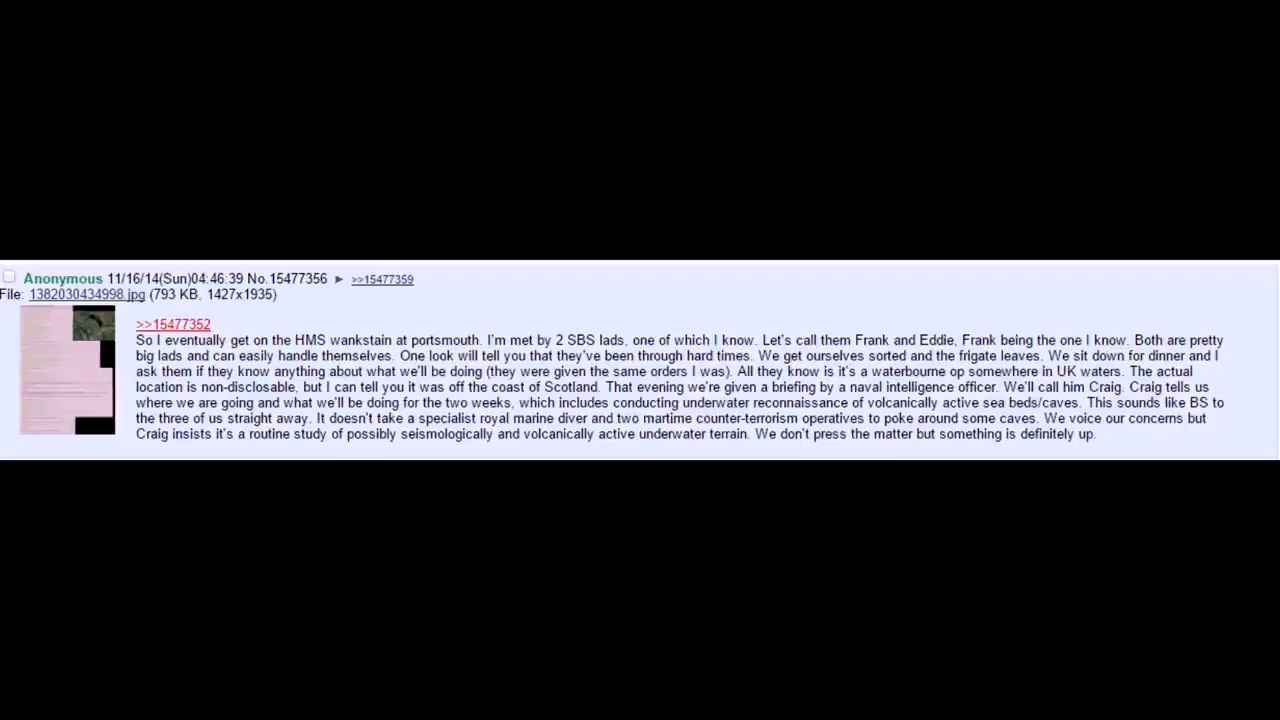 Anonymous 11/16/14(Sun)04:46:39 No.15477356 ► >>15477359
File: 1382030434998.jpg (793 KB, 1427x1935)
>>15477352
So I eventually get on the HMS wankstain at portsmouth. I'm met by 2 SBS lads, one of which I know. Let's call them Frank and Eddie, Frank being the one I know. Both are pretty
big lads and can easily handle themselves. One look will tell you that they've been through hard times. We get ourselves sorted and the frigate leaves. We sit down for dinner and I
ask them if they know anything about what we'll be doing (they were given the same orders I was). All they know is it's a waterbourne op somewhere in UK waters. The actual
location is non-disclosable, but I can tell you it was off the coast of Scotland. That evening we're given a briefing by a naval intelligence officer. We'll call him Craig. Craig tells us
where we are going and what we'll be doing for the two weeks, which includes conducting underwater reconnaissance of volcanically active sea beds/caves. This sounds like BS to
the three of us straight away. It doesn't take a specialist royal marine diver and two martime counter-terrorism operatives to poke around some caves. We voice our concerns but
Craig insists it's a routine study of possibly seismologically and volcanically active underwater terrain. We don't press the matter but something is definitely up.